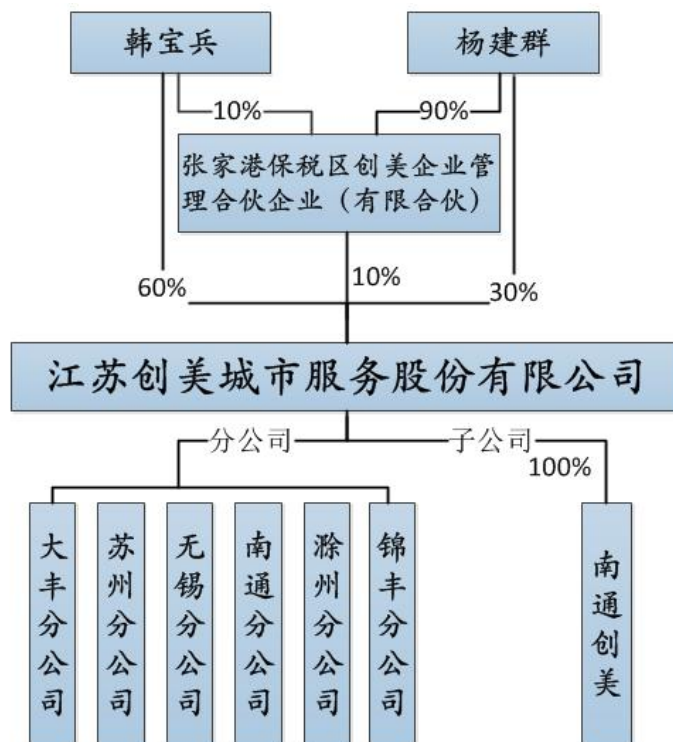 韩宝兵
杨建群
10%
90%
张家港保税区创美企业管
理合伙企业（有限合伙）
60%
10%
30%
江苏创美城市服务股份有限公司
分公司
子公司
100%
大丰分公司
苏州分公司
无锡分公司
南通分公司
滁州分公司
锦丰分公司
南通创美